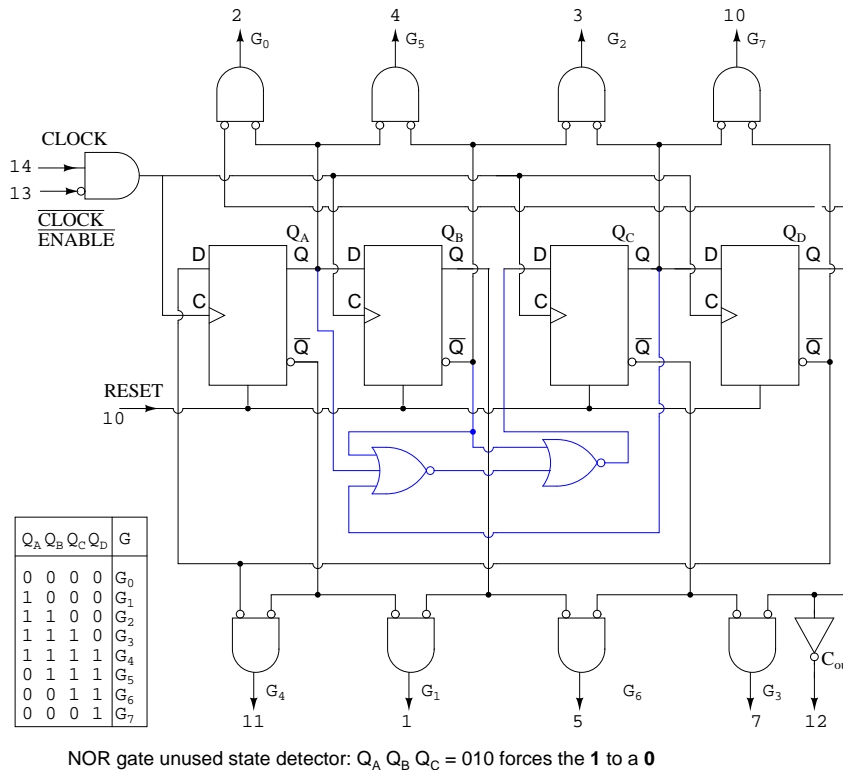 2 4 3 10
G0 G5 G2 G7
CLOCK
14
13
CLOCK
ENABLE
QA QB QC QD
D Q D Q D Q D Q
C C C C
Q Q Q Q
RESET
10
QA QB QC QD G
0 0 0 0 G0
1 0 0 0 G1
1 1 0 0 G2
1 1 1 0 G3
1 1 1 1 G4
0 1 1 1 G5
0 0 1 1 G6
0 0 0 1 G7
Cou
G4 G1 G6 G3
11 1 5 7 12
NOR gate unused state detector: QA QB QC = 010 forces the 1 to a 0